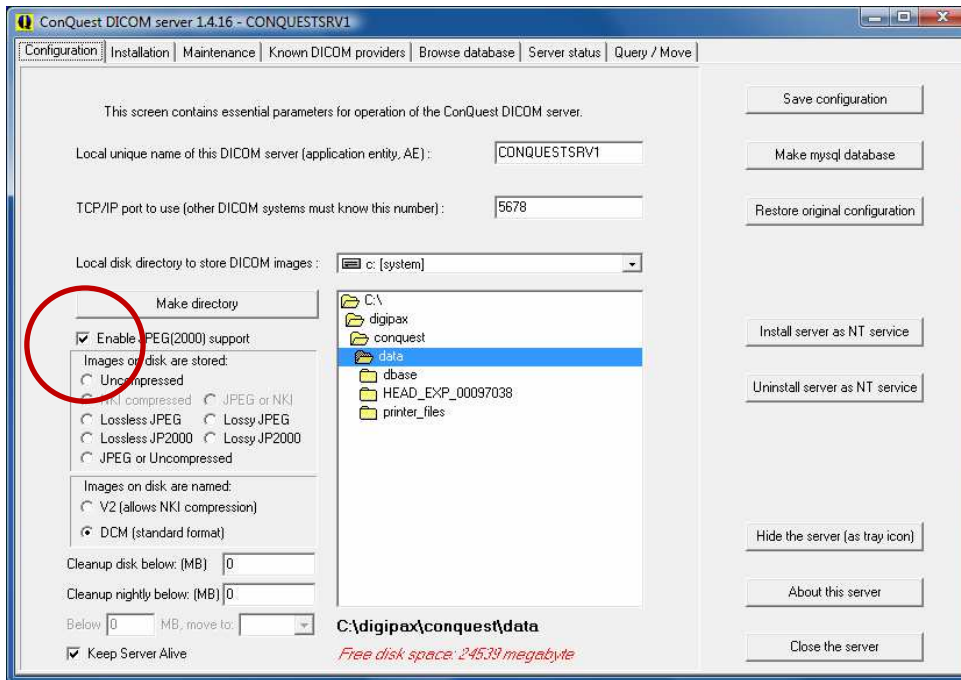 ConQuest DICOM server 1.4.16 - CONQUESTSRV1
Configuration Installation Maintenance Known DICOM providers Browse database Server status Query / Move
This screen contains essential parameters for operation of the ConQuest DICOM server.
Local unique name of this DICOM server (application entity, AE) : CONQUESTSRV1
TCP/IP port to use (other DICOM systems must know this number) : 5678
Local disk directory to store DICOM images : c: [system]
Make directory
Enable JPEG(2000) support
Images on disk are stored:
Uncompressed
NKI compressed JPEG or NKI
Lossless JPEG Lossy JPEG
Lossless JP2000 Lossy JP2000
JPEG or Uncompressed
Images on disk are named:
V2 (allows NKI compression)
DCM (standard format)
Cleanup disk below: (MB) 0
Cleanup nightly below: (MB) 0
Below 0 MB, move to:
Keep Server Alive
C:\
digipax
conquest
data
dbase
HEAD_EXP_00097038
printer_files
C:\digipax\conquest\data
Free disk space: 24539 megabyte
Save configuration
Make mysql database
Restore original configuration
Install server as NT service
Uninstall server as NT service
Hide the server (as tray icon)
About this server
Close the server